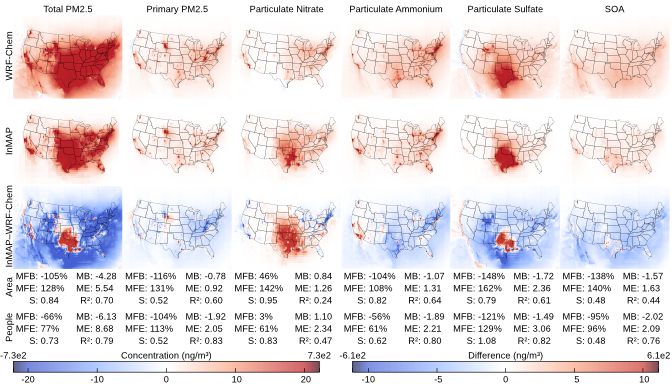 Total PM2.5 Primary PM2.5 Particulate Nitrate Particulate Ammonium Particulate Sulfate SOA
WRF-Chem
InMAP
InMAP−WRF-Chem
Area
MFB: -105% MB: -4.28 MFB: -116% MB: -0.78 MFB: 46% MB: 0.84 MFB: -104% MB: -1.07 MFB: -148% MB: -1.72 MFB: -138% MB: -1.57
MFE: 128% ME: 5.54 MFE: 131% ME: 0.92 MFE: 142% ME: 1.26 MFE: 108% ME: 1.31 MFE: 162% ME: 2.36 MFE: 140% ME: 1.63
S: 0.84 R²: 0.70 S: 0.52 R²: 0.60 S: 0.95 R²: 0.24 S: 0.82 R²: 0.64 S: 0.79 R²: 0.61 S: 0.48 R²: 0.44
People
MFB: -66% MB: -6.13 MFB: -104% MB: -1.92 MFB: 3% MB: 1.10 MFB: -56% MB: -1.89 MFB: -121% MB: -1.49 MFB: -95% MB: -2.02
MFE: 77% ME: 8.68 MFE: 113% ME: 2.05 MFE: 61% ME: 2.34 MFE: 61% ME: 2.21 MFE: 129% ME: 3.06 MFE: 96% ME: 2.09
S: 0.73 R²: 0.79 S: 0.52 R²: 0.83 S: 0.83 R²: 0.47 S: 0.62 R²: 0.80 S: 1.08 R²: 0.82 S: 0.48 R²: 0.76
-7.3e2 Concentration (ng/m³) 7.3e2 -6.1e2 Difference (ng/m³) 6.1e2
-20 -10 0 10 20 -10 -5 0 5 10